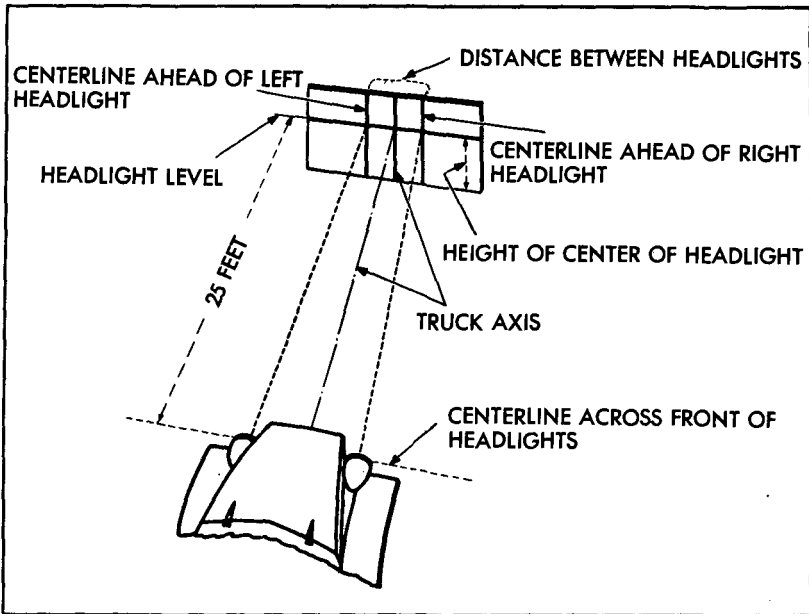 DISTANCE BETWEEN HEADLIGHTS
CENTERLINE AHEAD OF LEFT
HEADLIGHT
CENTERLINE AHEAD OF RIGHT
HEADLIGHT
HEADLIGHT LEVEL
HEIGHT OF CENTER OF HEADLIGHT
25 FEET
TRUCK AXIS
CENTERLINE ACROSS FRONT OF
HEADLIGHTS